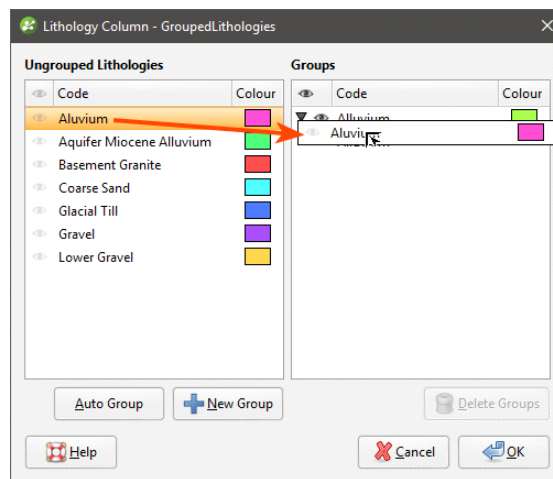 Lithology Column - GroupedLithologies
Ungrouped Lithologies
Groups
Code Colour
Code Colour
Aluvium
Alluvium
Aluvium
Aquifer Miocene Alluvium
Basement Granite
Coarse Sand
Glacial Till
Gravel
Lower Gravel
Auto Group
New Group
Delete Groups
Help
Cancel
OK